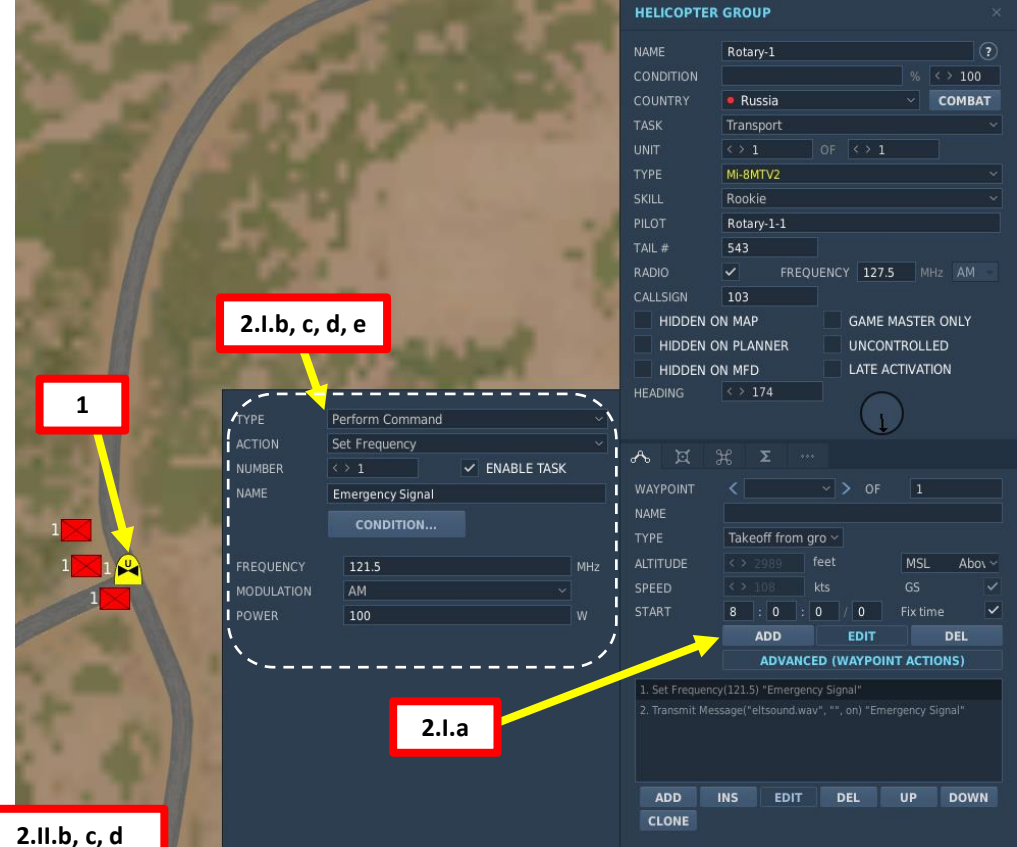 HELICOPTER GROUP ×
NAME Rotary-1 ?
CONDITION % < > 100
COUNTRY Russia COMBAT
TASK Transport
UNIT < > 1 OF < > 1
TYPE Mi-8MTV2
SKILL Rookie
PILOT Rotary-1-1
TAIL # 543
RADIO FREQUENCY 127.5 MHz AM
CALLSIGN 103
HIDDEN ON MAP GAME MASTER ONLY
HIDDEN ON PLANNER UNCONTROLLED
HIDDEN ON MFD LATE ACTIVATION
HEADING < > 174
2.I.b, c, d, e
1
TYPE Perform Command
ACTION Set Frequency
NUMBER < > 1 ENABLE TASK
NAME Emergency Signal
CONDITION...
FREQUENCY 121.5 MHz
MODULATION AM
POWER 100 W
1
1 1 U
1
Σ ...
WAYPOINT < > OF 1
NAME
TYPE Takeoff from gro
ALTITUDE < > 2989 feet MSL Abov
SPEED < > 108 kts GS
START 8 : 0 : 0 / 0 Fix time
ADD EDIT DEL
ADVANCED (WAYPOINT ACTIONS)
1. Set Frequency(121.5) "Emergency Signal"
2. Transmit Message("eltsound.wav", "", on) "Emergency Signal"
2.I.a
ADD INS EDIT DEL UP DOWN
CLONE
2.II.b, c, d